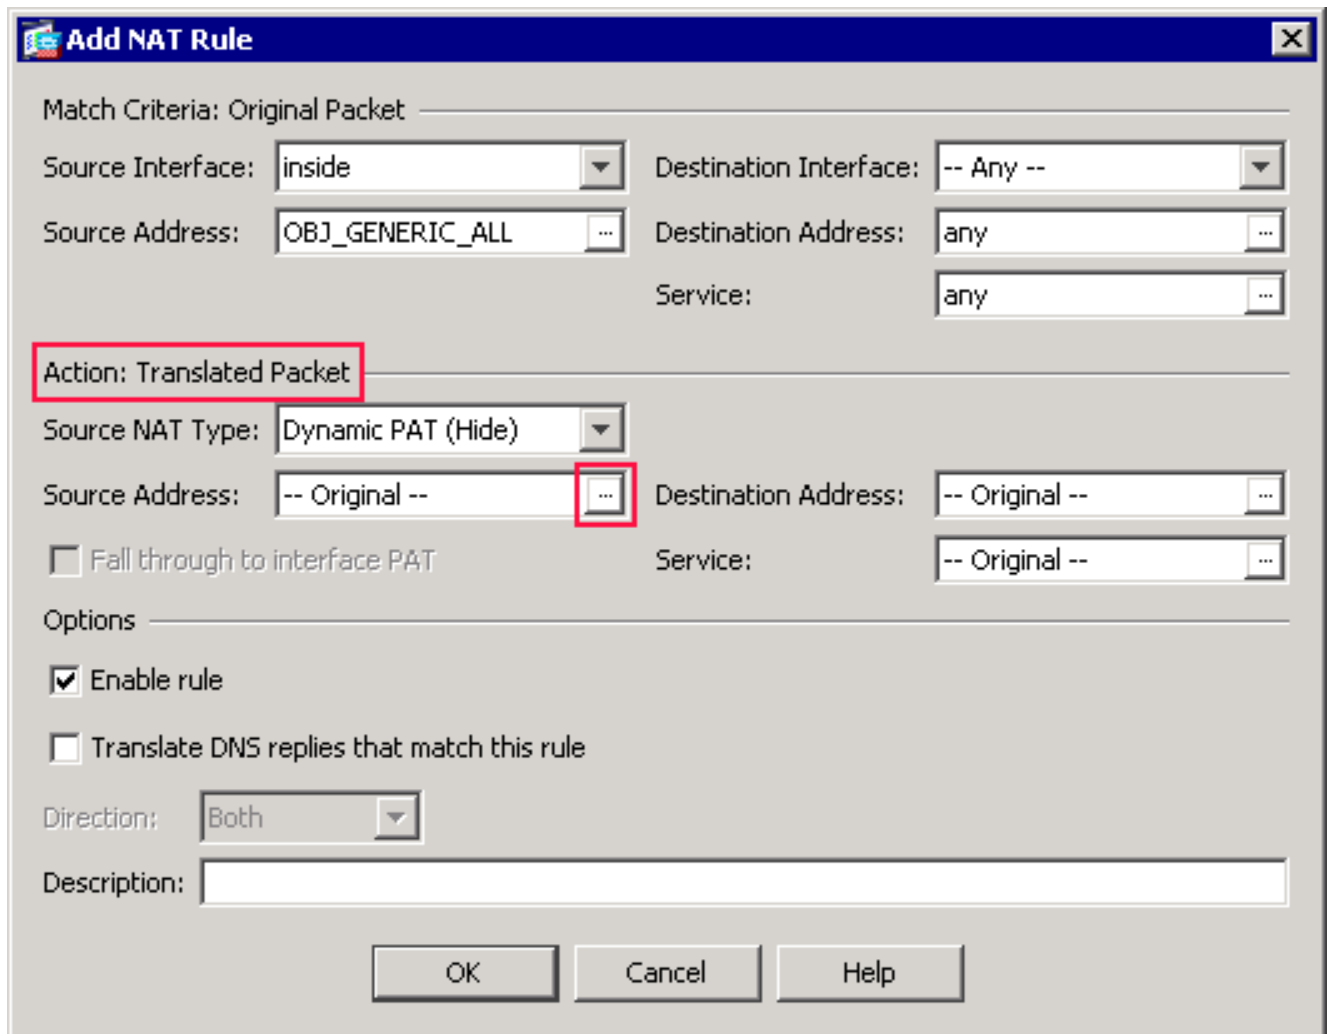 Add NAT Rule
Match Criteria: Original Packet
Source Interface: inside Destination Interface: -- Any --
Source Address: OBJ_GENERIC_ALL ... Destination Address: any ...
Service: any ...
Action: Translated Packet
Source NAT Type: Dynamic PAT (Hide)
Source Address: -- Original -- ... Destination Address: -- Original -- ...
Fall through to interface PAT Service: -- Original -- ...
Options
Enable rule
Translate DNS replies that match this rule
Direction: Both
Description:
OK Cancel Help